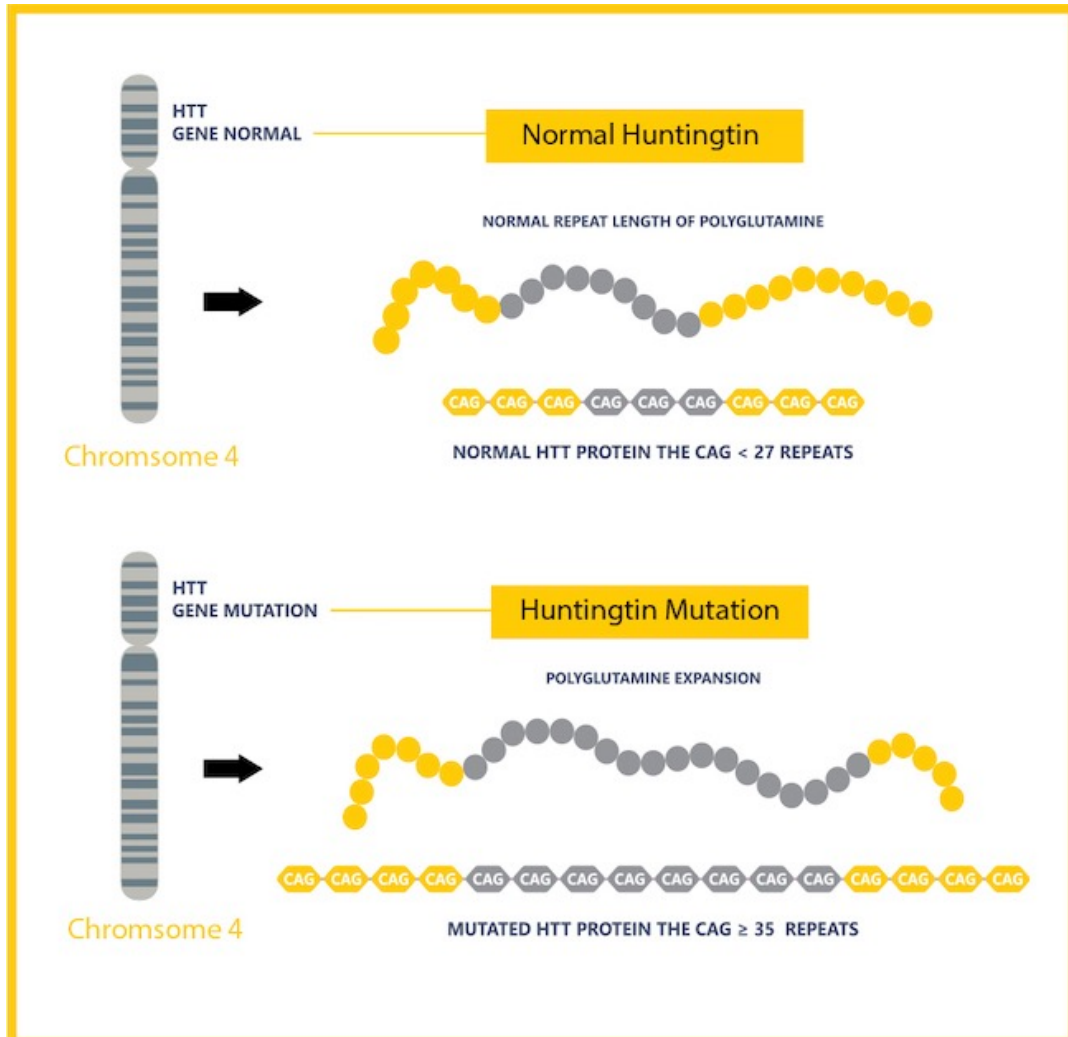 HTT
GENE NORMAL
Normal Huntingtin
NORMAL REPEAT LENGTH OF POLYGLUTAMINE
CAG CAG CAG CAG CAG CAG CAG CAG CAG
Chromsome 4
NORMAL HTT PROTEIN THE CAG < 27 REPEATS
HTT
GENE MUTATION
Huntingtin Mutation
POLYGLUTAMINE EXPANSION
CAG CAG CAG CAG CAG CAG CAG CAG CAG CAG CAG CAG CAG CAG CAG CAG
Chromsome 4
MUTATED HTT PROTEIN THE CAG ≥ 35 REPEATS